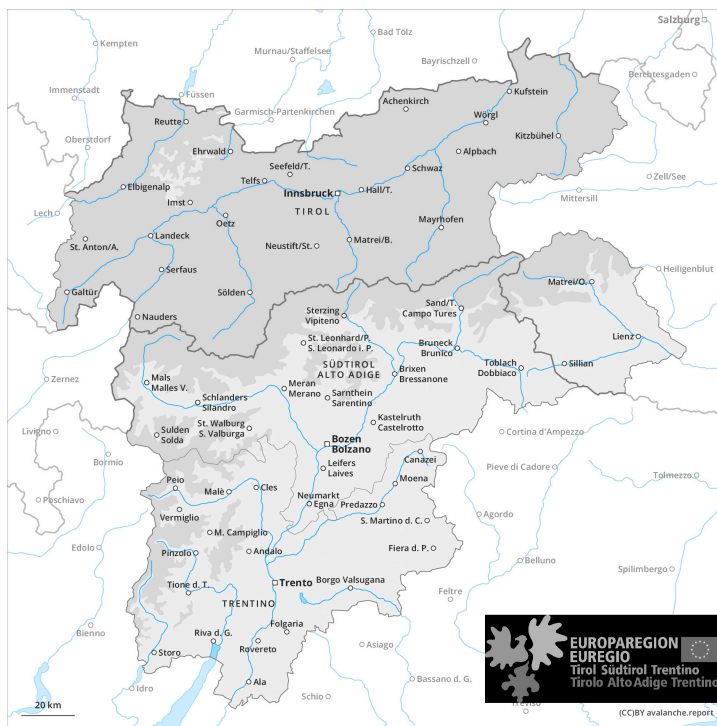 Salzburg
Kempten
Bad Tölz
Murnau/Staffelsee
Bayrischzell
Berchtesgaden
Immenstadt
Füssen
Achenkirch
Kufstein
Garmisch-Partenkirchen
Reutte
Wörgl
Oberstdorf
Kitzbühel
Ehrwald
Seefeld/T.
Alpbach
Schwaz
Telfs
Elbigenalp
Innsbruck
Hall/T.
Zell/See
Mittersill
Imst
TIROL
Lech
Oetz
Mayrhofen
St. Anton/A.
Landeck
Neustift/St.
Matrei/B.
Serfaus
Heiligenblut
Galtür
Sölden
Matrei/O.
Sand/T.
Campo Tures
Nauders
Sterzing
Vipiteno
Lienz
St. Leonhard/P.
S. Leonardo i. P.
Bruneck
Brunico
SÜDTIROL
ALTO ADIGE
Toblach
Dobbiaco
Sillian
Zernez
Mals
Malles V.
Meran
Merano
Brixen
Bressanone
Sarnthein
Sarentino
Schlanders
Silandro
Kastelruth
Castelrotto
St. Walburg
S. Valburga
Livigno
Sulden
Solda
Cortina d'Ampezzo
Bozen
Bolzano
Bormio
Canazei
Leifers
Laives
Pieve di Cadore
Tolmezzo
Peio
Moena
Poschiavo
Malè
Cles
Neumarkt
Egna
Predazzo
Vermiglio
Agordo
S. Martino d. C.
M. Campiglio
Edolo
Pinzolo
Andalo
Fiera d. P.
Belluno
Spilimbergo
Tione d. T.
Trento
Borgo Valsugana
Feltre
TRENTINO
Folgaria
Riva d. G.
Bienno
Rovereto
Storo
Asiago
EUROPAREGION
EUREGIO
Tirol Südtirol Trentino
Tirolo Alto Adige Trentino
Ala
Idro
Bassano d. G.
Schio
20 km
Treviso
(CC)BY avalanche.report